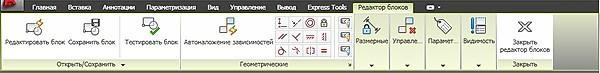 Главная Вставка Аннотации Параметризация Вид Управление Вывод Express Tools Редактор блоков
Редактировать блок Сохранить блок Тестировать блок Автоналожение зависимостей Размерные Управле... Парамет... Видимость Закрыть редактор блоков
Открыть/Сохранить Геометрические Закрыть